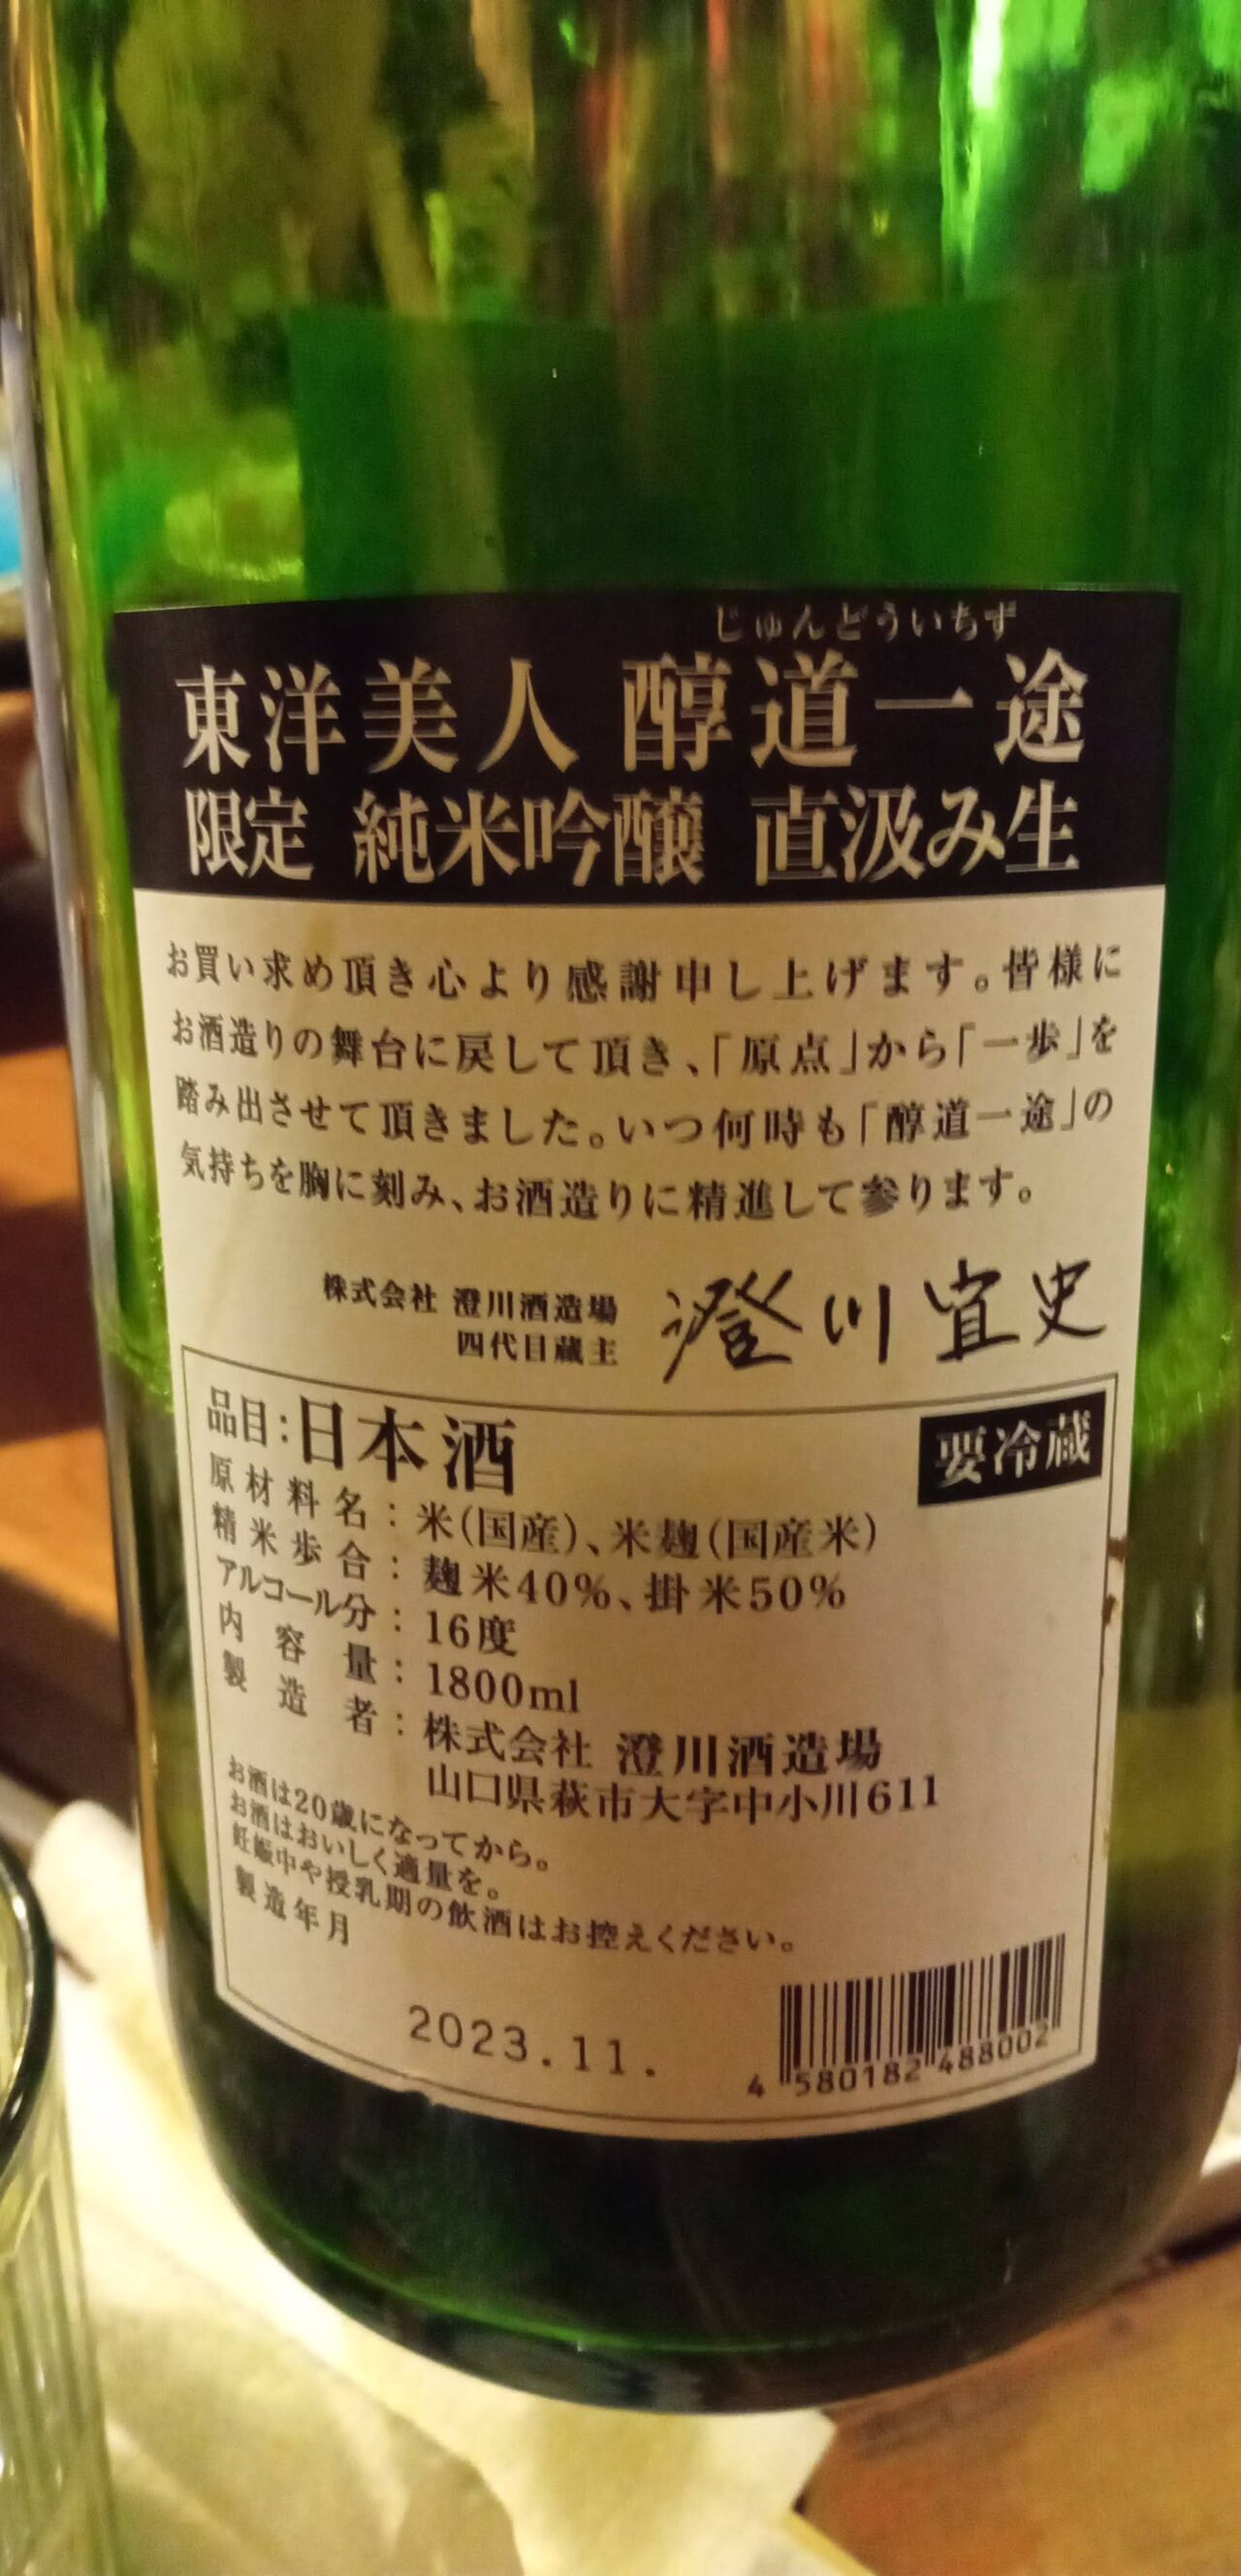 じゅんどういちず
東洋美人 醇道一途
限定 純米吟醸 直汲み生
お買い求め頂き心より感謝申し上げます。皆様に
お酒造りの舞台に戻して頂き、「原点」から「一歩」を
踏み出させて頂きました。いつ何時も「醇道一途」の
気持ちを胸に刻み、お酒造りに精進して参ります。
株式会社 澄川酒造場
四代目蔵主 澄川宜史
品目:日本酒
要冷蔵
原材料名:米(国産)、米麹(国産米)
精米歩合:麹米40%、掛米50%
アルコール分:16度
内容量:1800ml
製造者:株式会社 澄川酒造場
山口県萩市大字中小川611
お酒は20歳になってから。
お酒はおいしく適量を。
妊娠中や授乳期の飲酒はお控えください。
製造年月
2023.11.
4 580182 488002